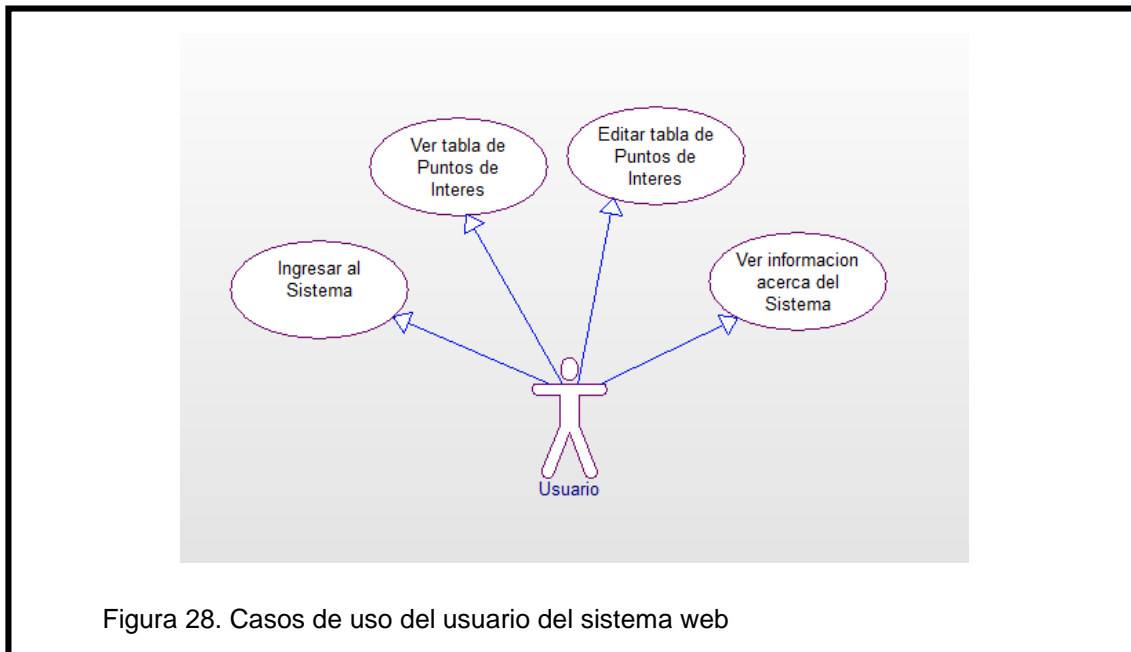 Ver tabla de
Puntos de
Interes
Editar tabla de
Puntos de
Interes
Ingresar al
Sistema
Ver informacion
acerca del
Sistema
Usuario
Figura 28. Casos de uso del usuario del sistema web